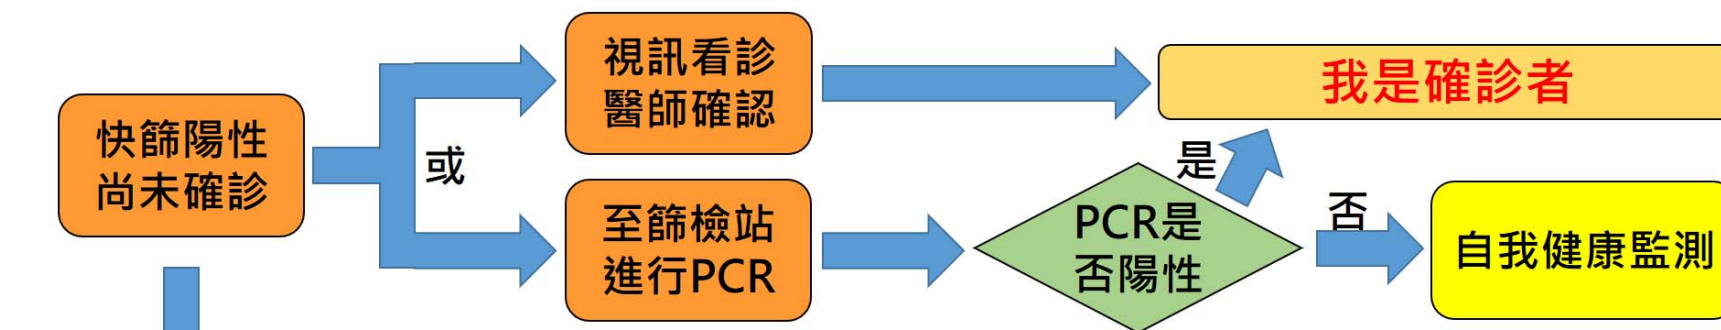 快篩陽性
尚未確診
或
視訊看診
醫師確認
至篩檢站
進行PCR
PCR是
否陽性
是
我是確診者
否
自我健康監測